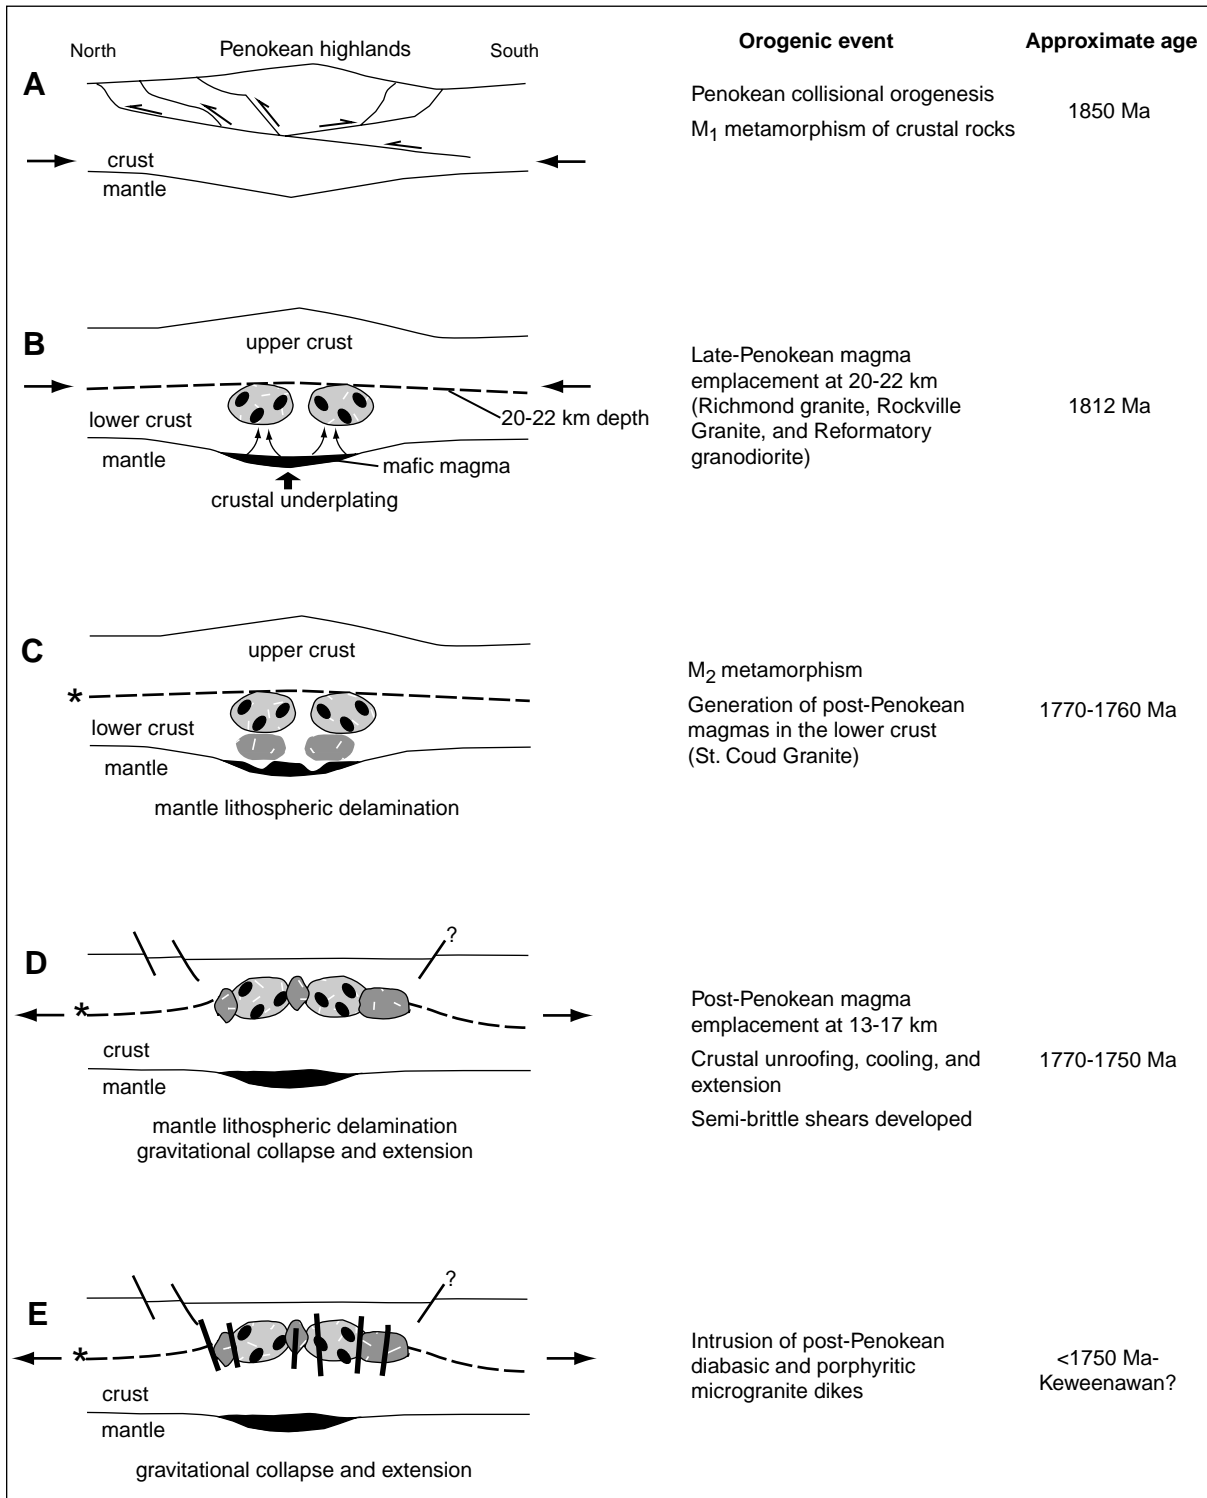 Orogenic event
Approximate age
North
Penokean highlands
South
A
crust
mantle
Penokean collisional orogenesis
M1 metamorphism of crustal rocks
1850 Ma
B
upper crust
lower crust
20-22 km depth
mantle
mafic magma
crustal underplating
Late-Penokean magma
emplacement at 20-22 km
(Richmond granite, Rockville
Granite, and Reformatory
granodiorite)
1812 Ma
C
upper crust
*
lower crust
mantle
mantle lithospheric delamination
M2 metamorphism
Generation of post-Penokean
magmas in the lower crust
(St. Coud Granite)
1770-1760 Ma
D
?
*
crust
mantle
mantle lithospheric delamination
gravitational collapse and extension
Post-Penokean magma
emplacement at 13-17 km
Crustal unroofing, cooling, and
extension
Semi-brittle shears developed
1770-1750 Ma
E
?
*
crust
mantle
gravitational collapse and extension
Intrusion of post-Penokean
diabasic and porphyritic
microgranite dikes
<1750 Ma-
Keweenawan?